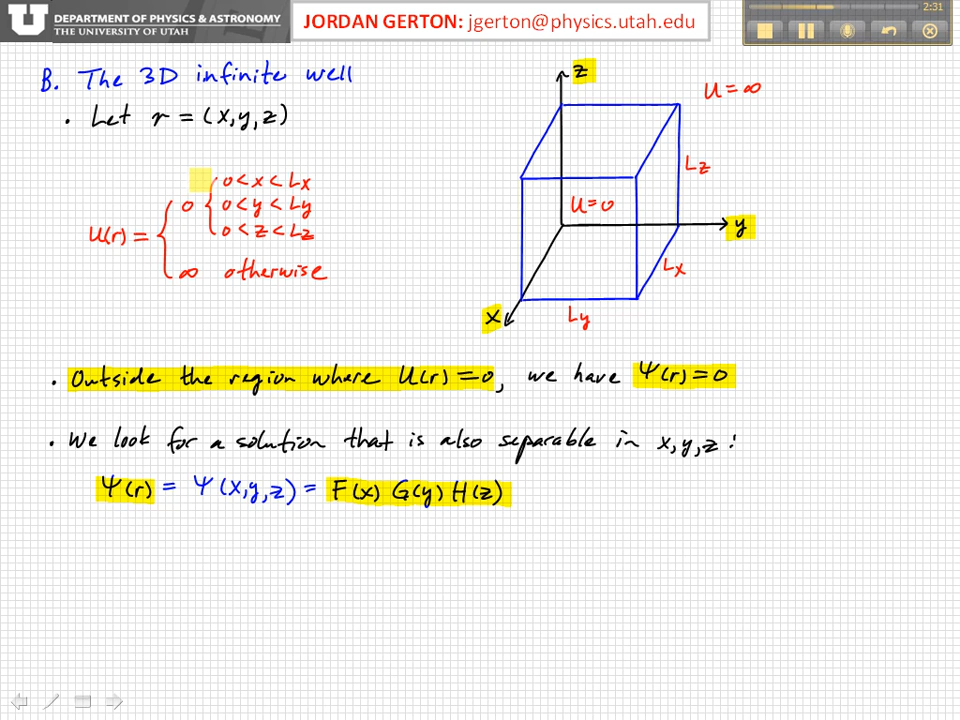 U DEPARTMENT OF PHYSICS & ASTRONOMY
THE UNIVERSITY OF UTAH
JORDAN GERTON: jgerton@physics.utah.edu
2:31
B. The 3D infinite well
· Let r = (x,y,z)
0 < x < Lx
U(r) = { 0 { 0 < y < Ly
0 < z < Lz
∞ otherwise
z
U = ∞
Lz
U = 0
y
Lx
x
Ly
· Outside the region where U(r) = 0, we have Ψ(r) = 0
· We look for a solution that is also separable in x,y,z:
Ψ(r) = Ψ(x,y,z) = F(x) G(y) H(z)